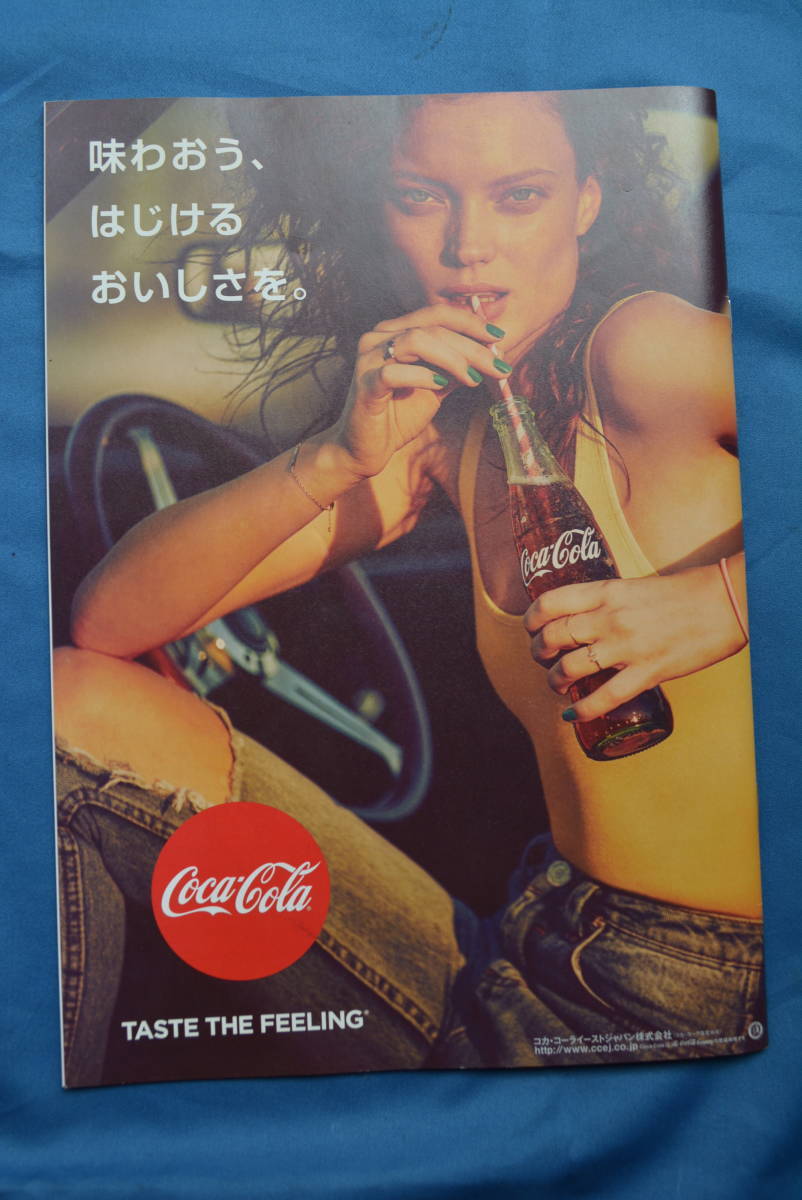 味わおう、
はじける
おいしさを。
Coca-Cola
Coca-Cola
TASTE THE FEELING®
コカ・コーライーストジャパン株式会社
http://www.ccej.co.jp